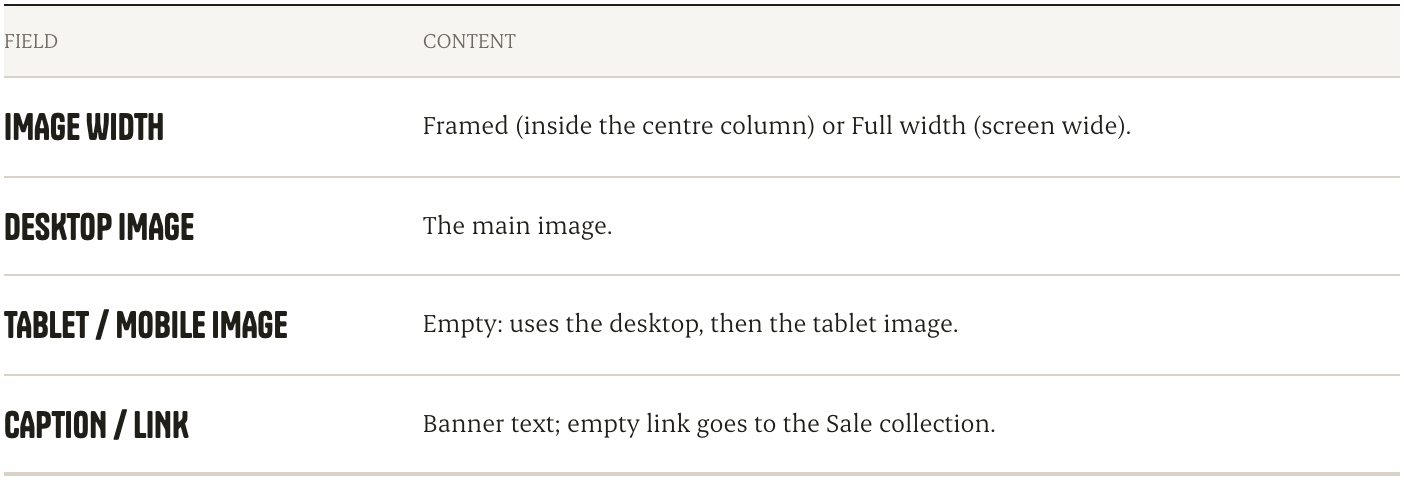 FIELD CONTENT
IMAGE WIDTH Framed (inside the centre column) or Full width (screen wide).
DESKTOP IMAGE The main image.
TABLET / MOBILE IMAGE Empty: uses the desktop, then the tablet image.
CAPTION / LINK Banner text; empty link goes to the Sale collection.